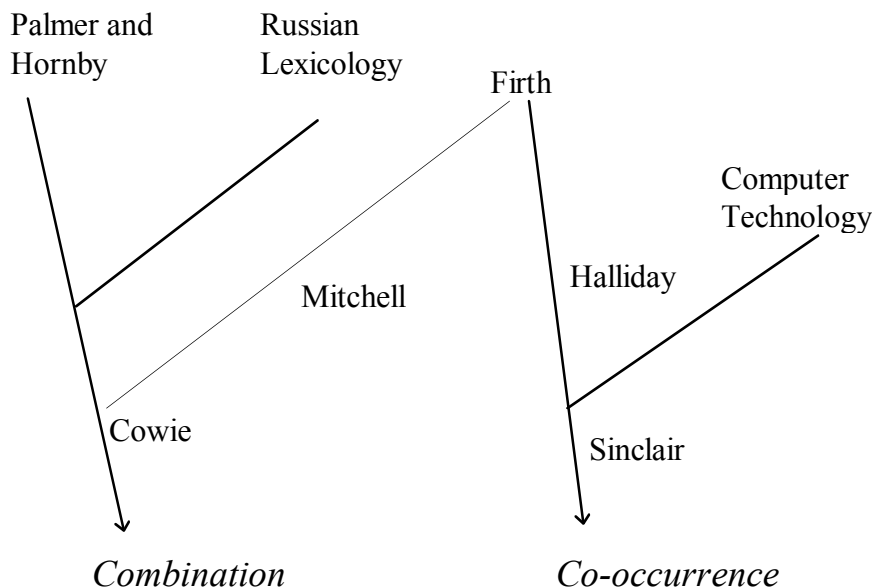 Palmer and
Hornby
Russian
Lexicology
Firth
Computer
Technology
Halliday
Mitchell
Cowie
Sinclair
Combination
Co-occurrence